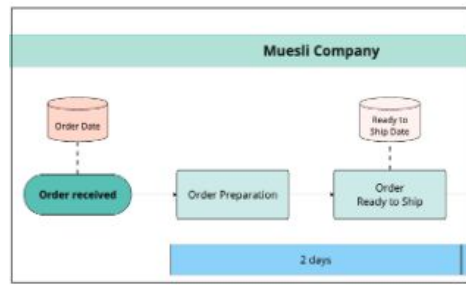 Muesli Company
Order Date
Ready to
Ship Date
Order received
Order Preparation
Order
Ready to Ship
2 days